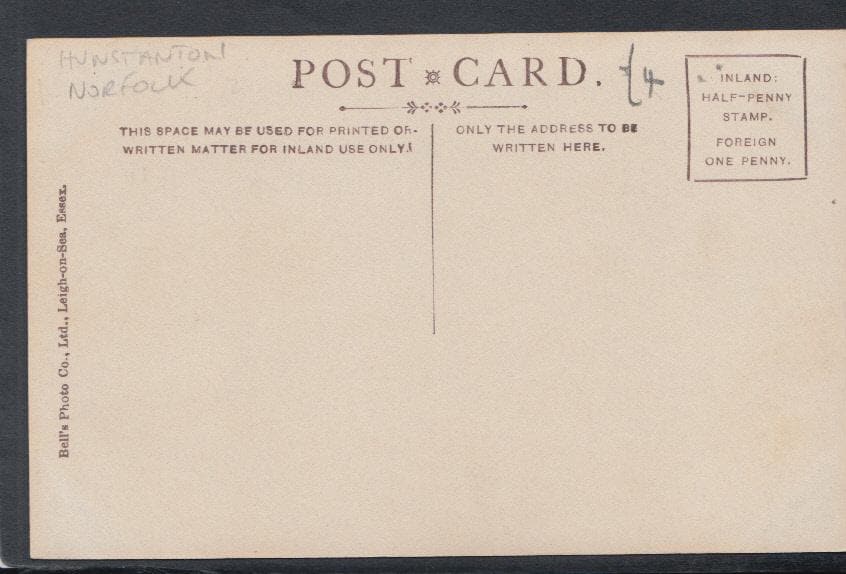 HUNSTANTON
NORFOLK
POST CARD.
£4
INLAND:
HALF-PENNY
STAMP.
FOREIGN
ONE PENNY.
THIS SPACE MAY BE USED FOR PRINTED OR
WRITTEN MATTER FOR INLAND USE ONLY.
ONLY THE ADDRESS TO BE
WRITTEN HERE.
Bell's Photo Co., Ltd., Leigh-on-Sea, Essex.